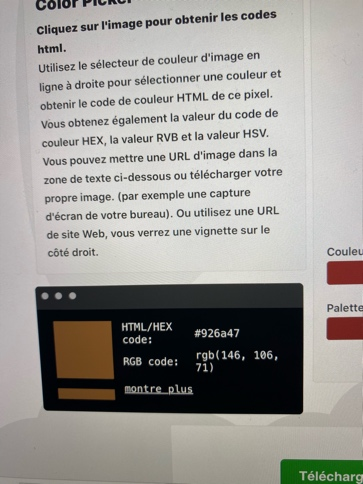 Color Picker
Cliquez sur l'image pour obtenir les codes
html.
Utilisez le sélecteur de couleur d'image en
ligne à droite pour sélectionner une couleur et
obtenir le code de couleur HTML de ce pixel.
Vous obtenez également la valeur du code de
couleur HEX, la valeur RVB et la valeur HSV.
Vous pouvez mettre une URL d'image dans la
zone de texte ci-dessous ou télécharger votre
propre image. (par exemple une capture
d'écran de votre bureau). Ou utilisez une URL
de site Web, vous verrez une vignette sur le
côté droit.
Couleu
Palette
HTML/HEX code: #926a47
RGB code: rgb(146, 106, 71)
montre plus
Télécharg